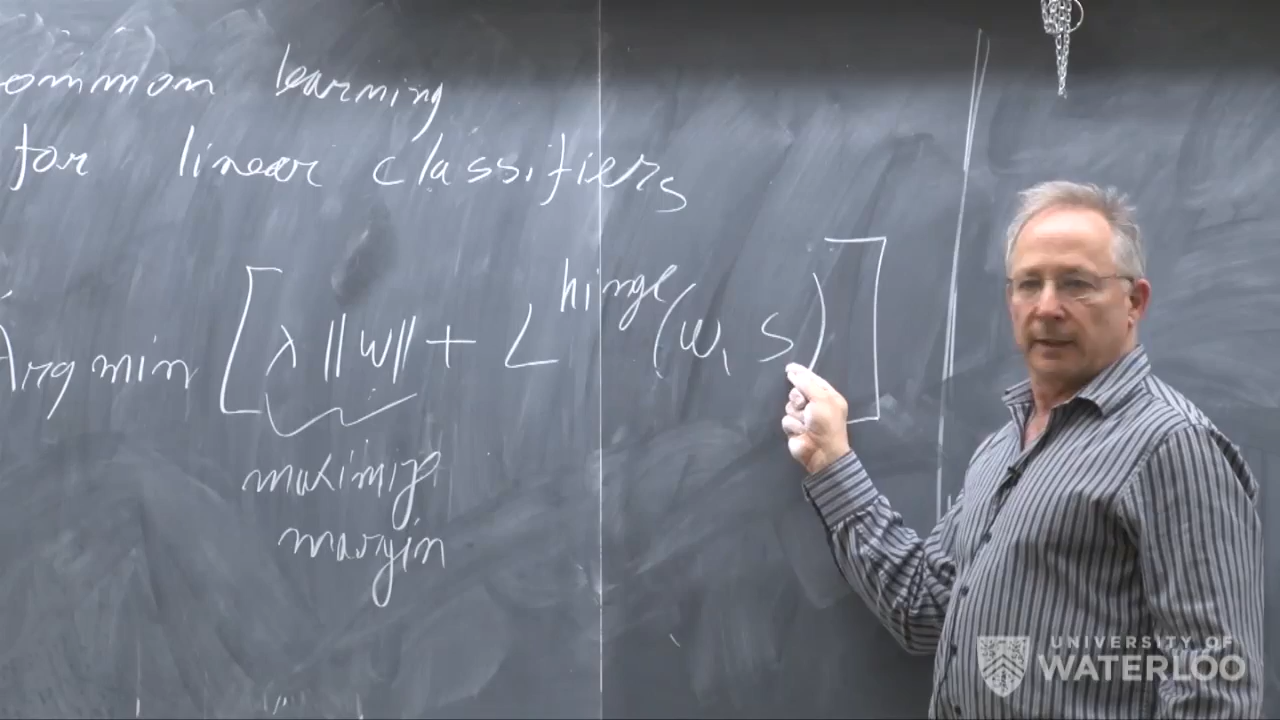 ommon learning
for linear classifiers
Argmin [λ ||w|| + L^hinge (w, S)]
maximize
margin
UNIVERSITY OF
WATERLOO